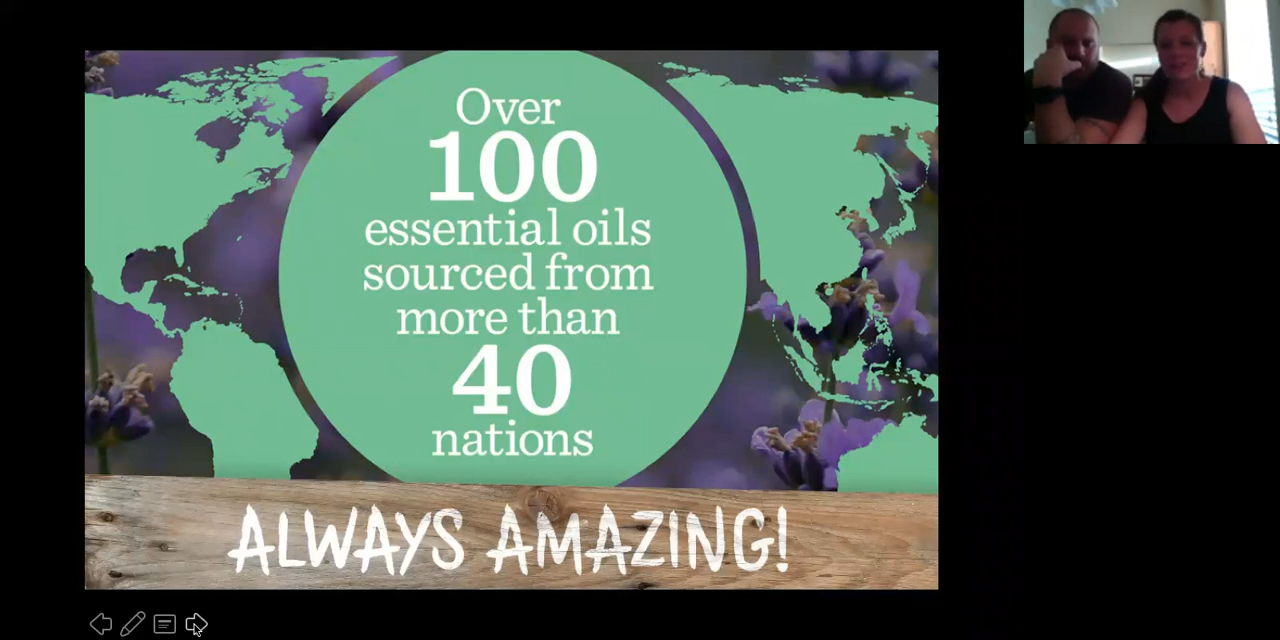 Over
100
essential oils
sourced from
more than
40
nations
ALWAYS AMAZING!